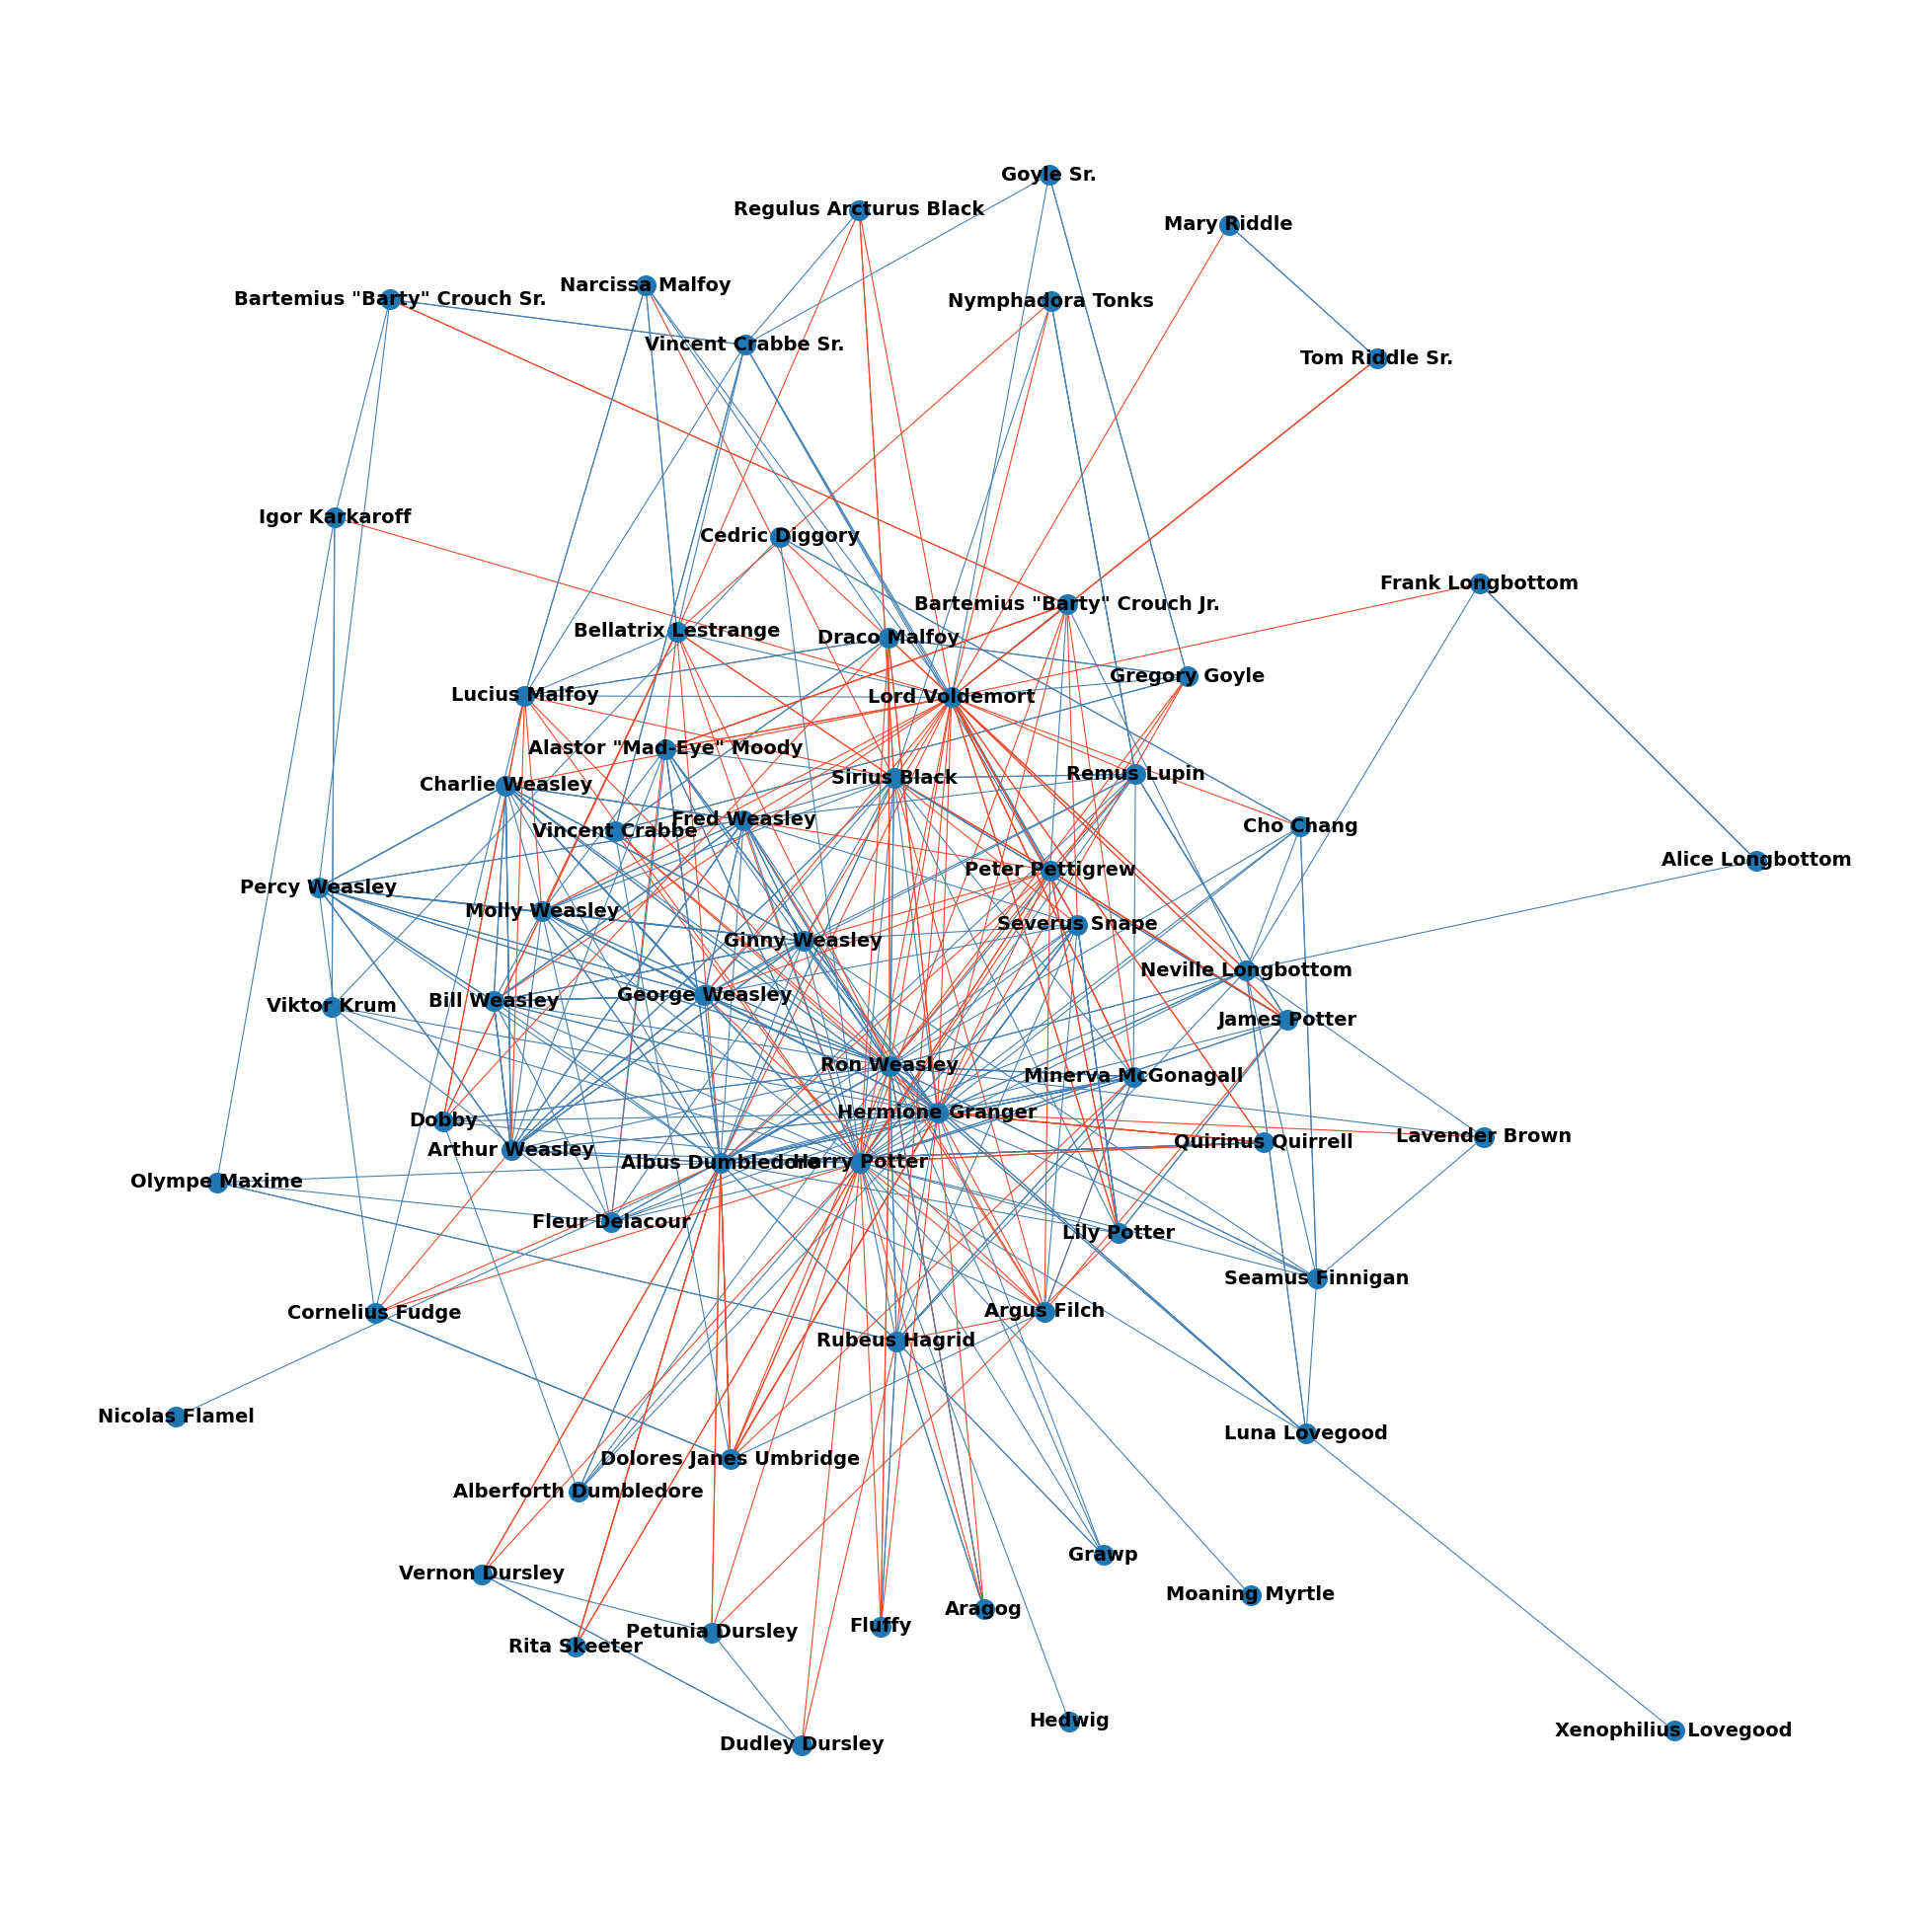 Goyle Sr.
Regulus Arcturus Black
Mary Riddle
Narcissa Malfoy
Bartemius "Barty" Crouch Sr.
Nymphadora Tonks
Vincent Crabbe Sr.
Tom Riddle Sr.
Igor Karkaroff
Cedric Diggory
Frank Longbottom
Bartemius "Barty" Crouch Jr.
Bellatrix Lestrange
Draco Malfoy
Gregory Goyle
Lucius Malfoy
Lord Voldemort
Alastor "Mad-Eye" Moody
Sirius Black
Remus Lupin
Charlie Weasley
Fred Weasley
Vincent Crabbe
Cho Chang
Alice Longbottom
Peter Pettigrew
Percy Weasley
Molly Weasley
Severus Snape
Ginny Weasley
Neville Longbottom
George Weasley
Bill Weasley
Viktor Krum
James Potter
Ron Weasley
Minerva McGonagall
Hermione Granger
Dobby
Lavender Brown
Quirinus Quirrell
Arthur Weasley
Albus Dumbledore
Harry Potter
Olympe Maxime
Fleur Delacour
Lily Potter
Seamus Finnigan
Argus Filch
Cornelius Fudge
Rubeus Hagrid
Nicolas Flamel
Luna Lovegood
Dolores Janes Umbridge
Alberforth Dumbledore
Grawp
Vernon Dursley
Moaning Myrtle
Aragog
Fluffy
Petunia Dursley
Rita Skeeter
Hedwig
Xenophilius Lovegood
Dudley Dursley